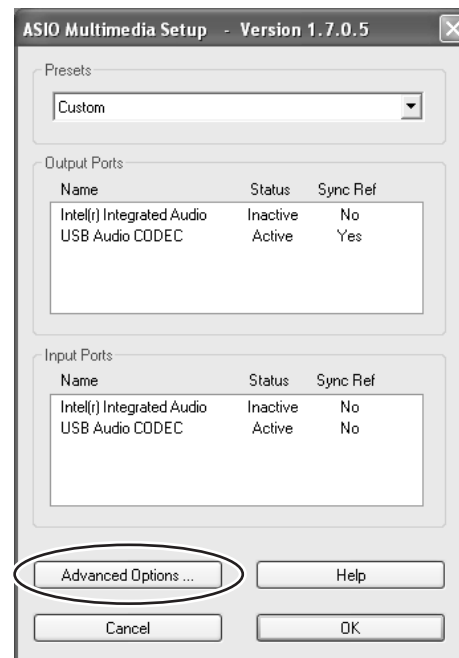 ASIO Multimedia Setup - Version 1.7.0.5
Presets
Custom
Output Ports
Name Status Sync Ref
Intel(r) Integrated Audio Inactive No
USB Audio CODEC Active Yes
Input Ports
Name Status Sync Ref
Intel(r) Integrated Audio Inactive No
USB Audio CODEC Active No
Advanced Options ... Help
Cancel OK